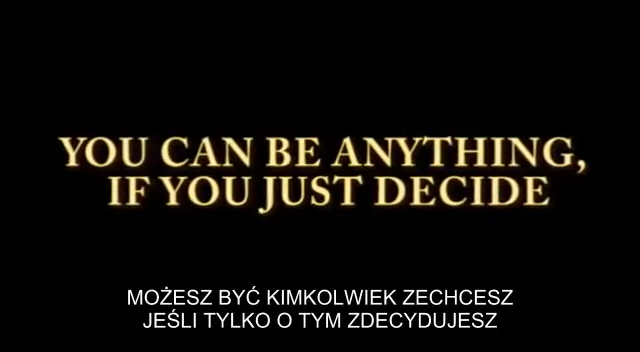 YOU CAN BE ANYTHING,
IF YOU JUST DECIDE
MOŻESZ BYĆ KIMKOLWIEK ZECHCESZ
JEŚLI TYLKO O TYM ZDECYDUJESZ